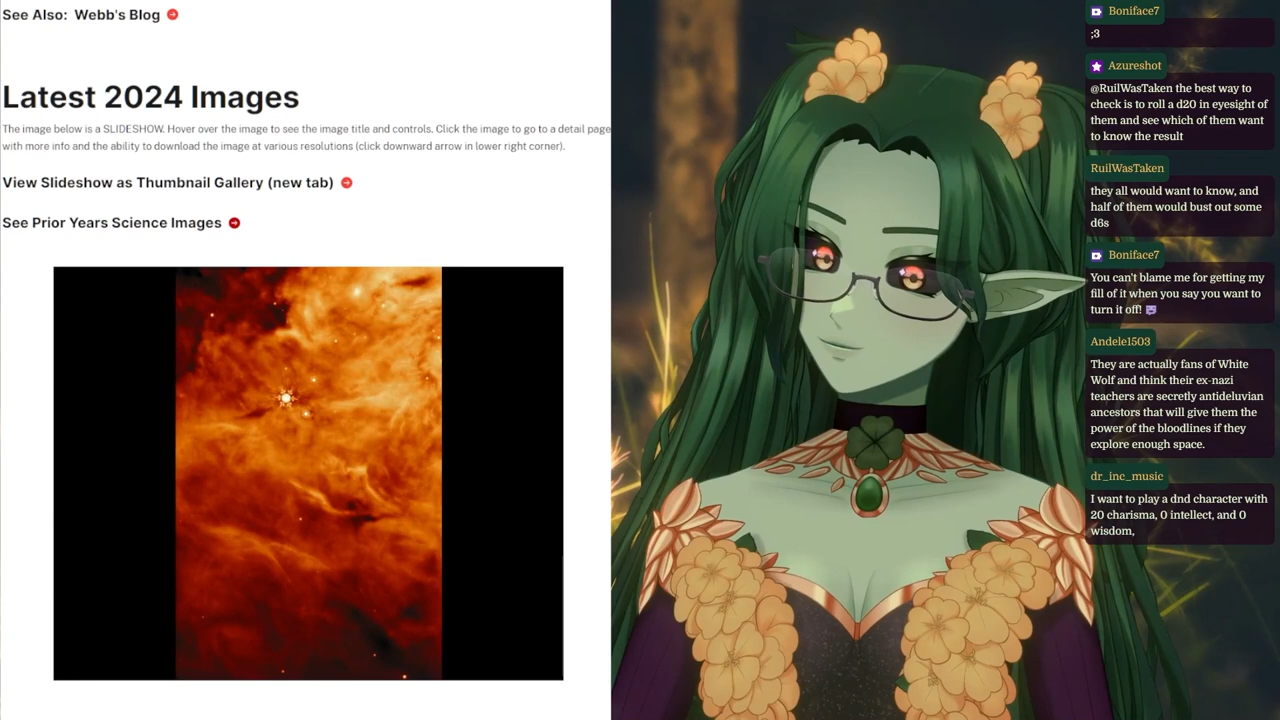 See Also: Webb's Blog
Latest 2024 Images
The image below is a SLIDESHOW. Hover over the image to see the image title and controls. Click the image to go to a detail page
with more info and the ability to download the image at various resolutions (click downward arrow in lower right corner).
View Slideshow as Thumbnail Gallery (new tab)
See Prior Years Science Images
Boniface7
;3
Azureshot
@RuilWasTaken the best way to
check is to roll a d20 in eyesight of
them and see which of them want
to know the result
RuilWasTaken
they all would want to know, and
half of them would bust out some
d6s
Boniface7
You can't blame me for getting my
fill of it when you say you want to
turn it off!
Andele1503
They are actually fans of White
Wolf and think their ex-nazi
teachers are secretly antideluvian
ancestors that will give them the
power of the bloodlines if they
explore enough space.
dr_inc_music
I want to play a dnd character with
20 charisma, 0 intellect, and 0
wisdom,